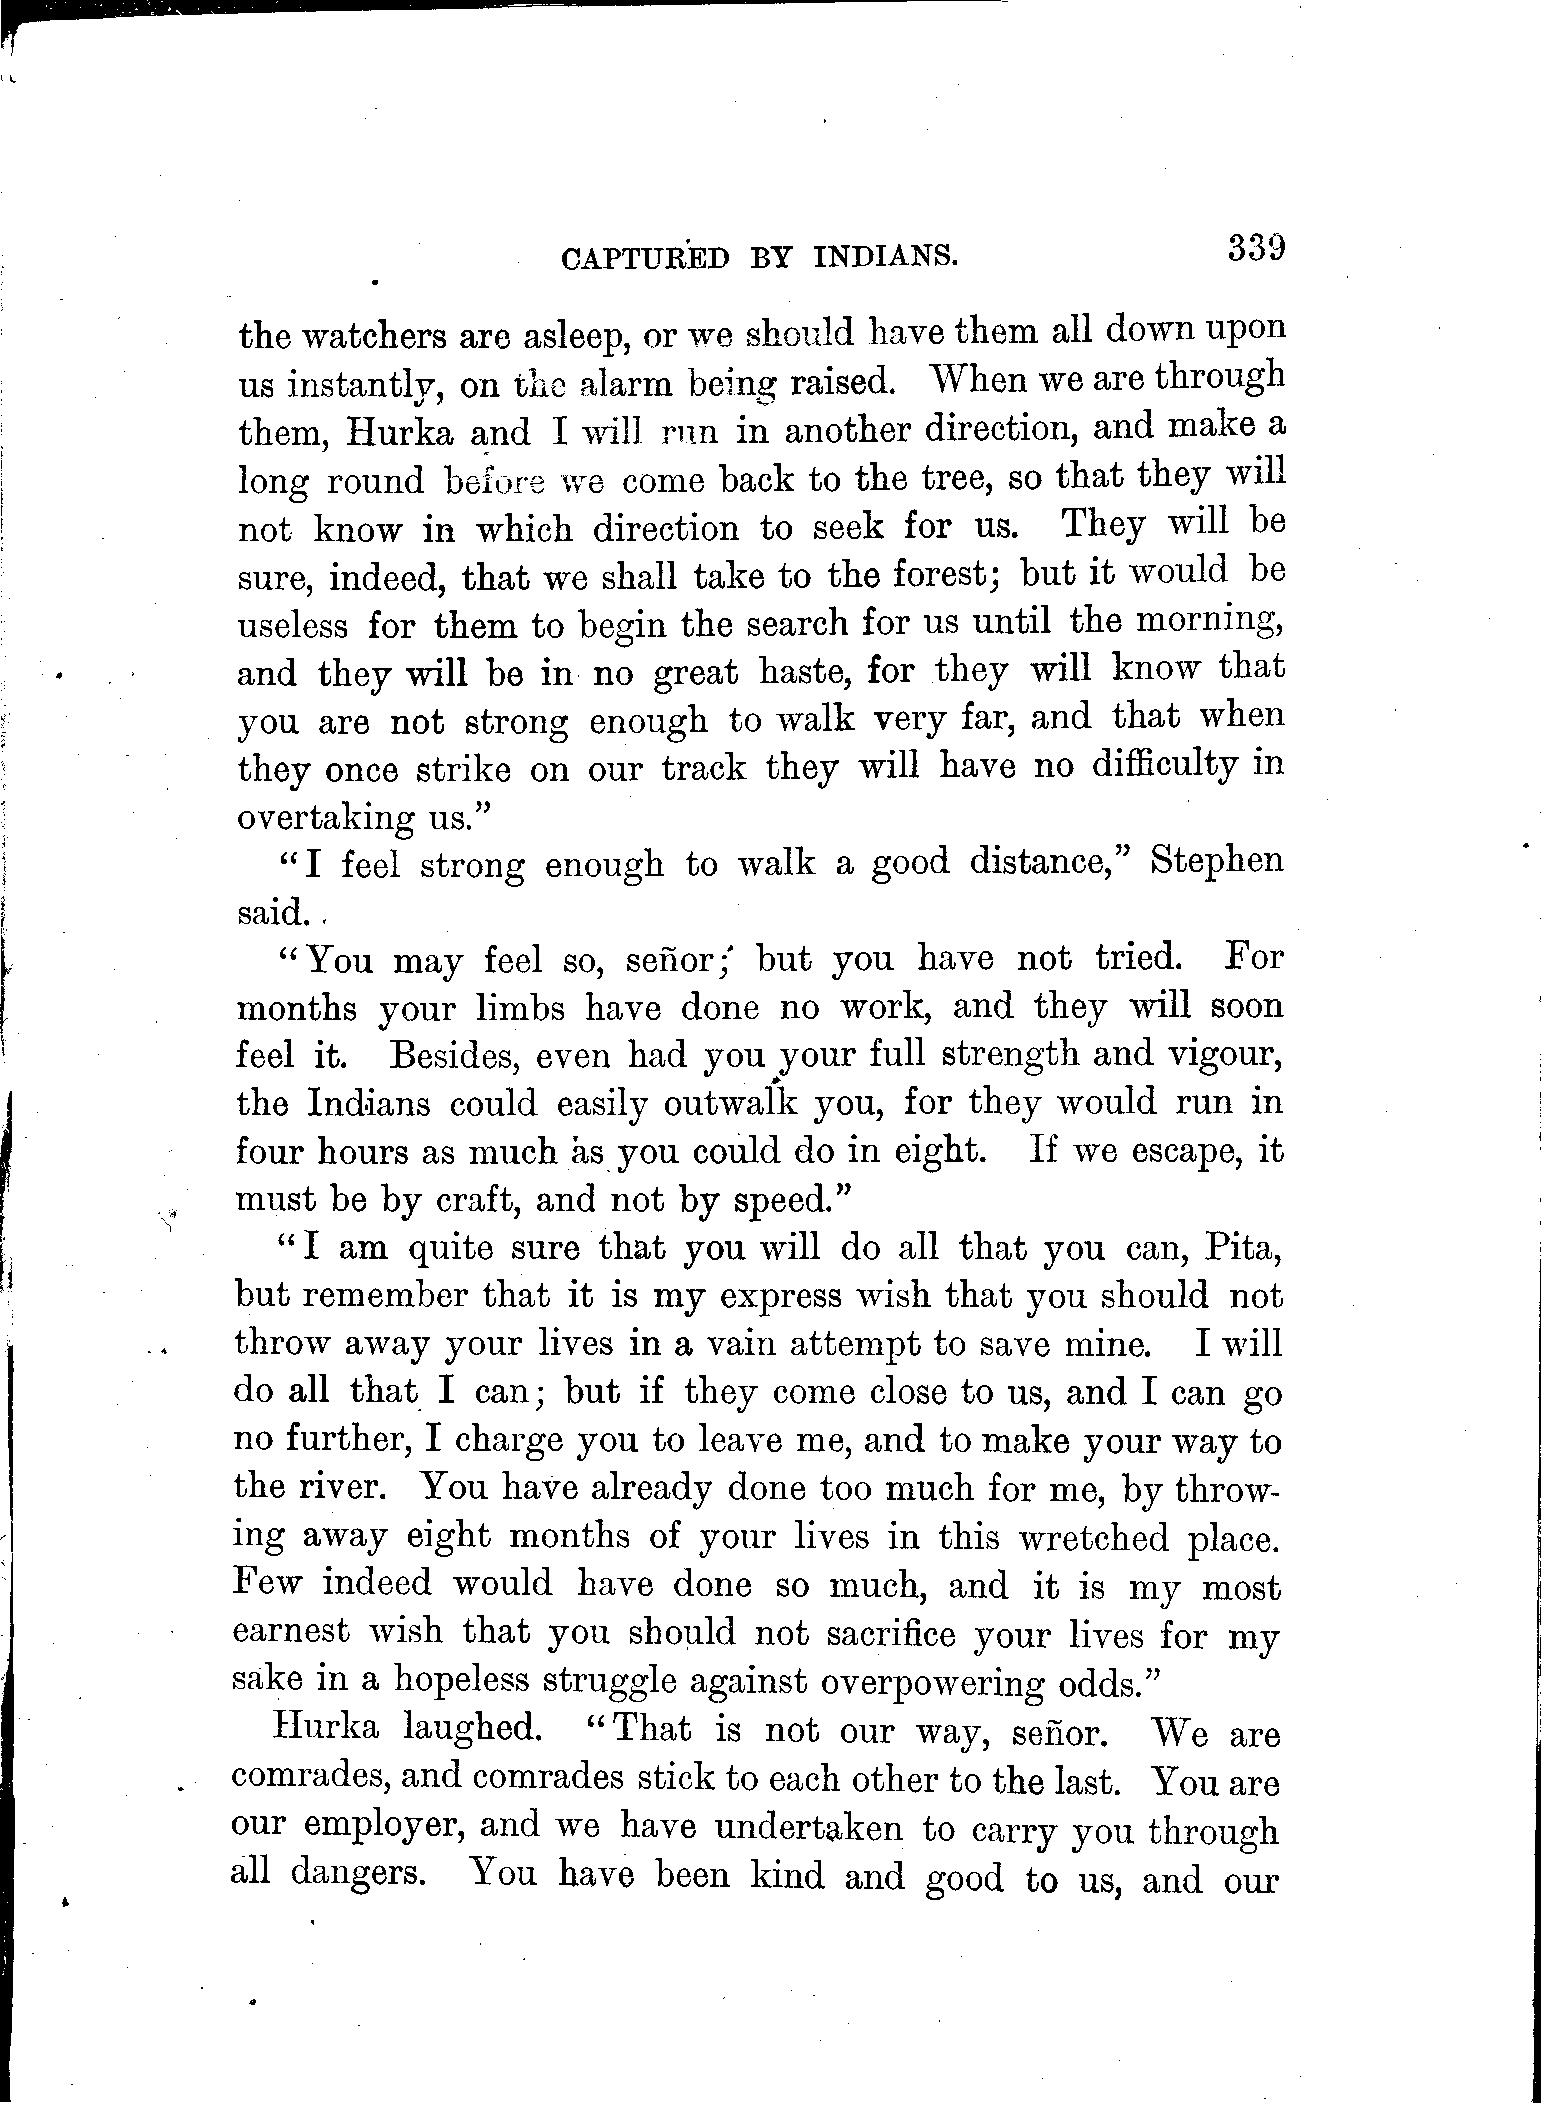 CAPTURED BY INDIANS. 339
the watchers are asleep, or we should have them all down upon
us instantly, on the alarm being raised. When we are through
them, Hurka and I will run in another direction, and make a
long round before we come back to the tree, so that they will
not know in which direction to seek for us. They will be
sure, indeed, that we shall take to the forest; but it would be
useless for them to begin the search for us until the morning,
and they will be in no great haste, for they will know that
you are not strong enough to walk very far, and that when
they once strike on our track they will have no difficulty in
overtaking us."
"I feel strong enough to walk a good distance," Stephen
said.
"You may feel so, señor; but you have not tried. For
months your limbs have done no work, and they will soon
feel it. Besides, even had you your full strength and vigour,
the Indians could easily outwalk you, for they would run in
four hours as much as you could do in eight. If we escape, it
must be by craft, and not by speed."
"I am quite sure that you will do all that you can, Pita,
but remember that it is my express wish that you should not
throw away your lives in a vain attempt to save mine. I will
do all that I can; but if they come close to us, and I can go
no further, I charge you to leave me, and to make your way to
the river. You have already done too much for me, by throw-
ing away eight months of your lives in this wretched place.
Few indeed would have done so much, and it is my most
earnest wish that you should not sacrifice your lives for my
sake in a hopeless struggle against overpowering odds."
Hurka laughed. "That is not our way, señor. We are
comrades, and comrades stick to each other to the last. You are
our employer, and we have undertaken to carry you through
all dangers. You have been kind and good to us, and our